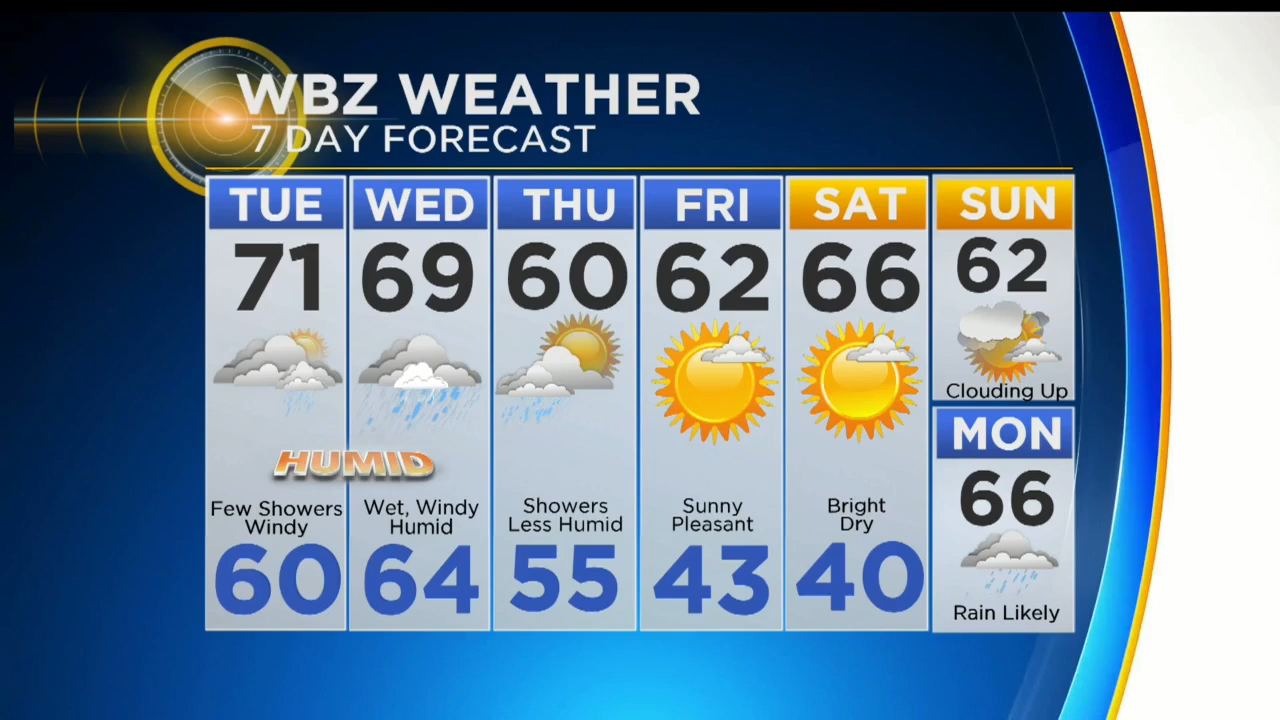 WBZ WEATHER
7 DAY FORECAST
TUE
71
HUMID
Few Showers
Windy
60
WED
69
Wet, Windy
Humid
64
THU
60
Showers
Less Humid
55
FRI
62
Sunny
Pleasant
43
SAT
66
Bright
Dry
40
SUN
62
Clouding Up
MON
66
Rain Likely